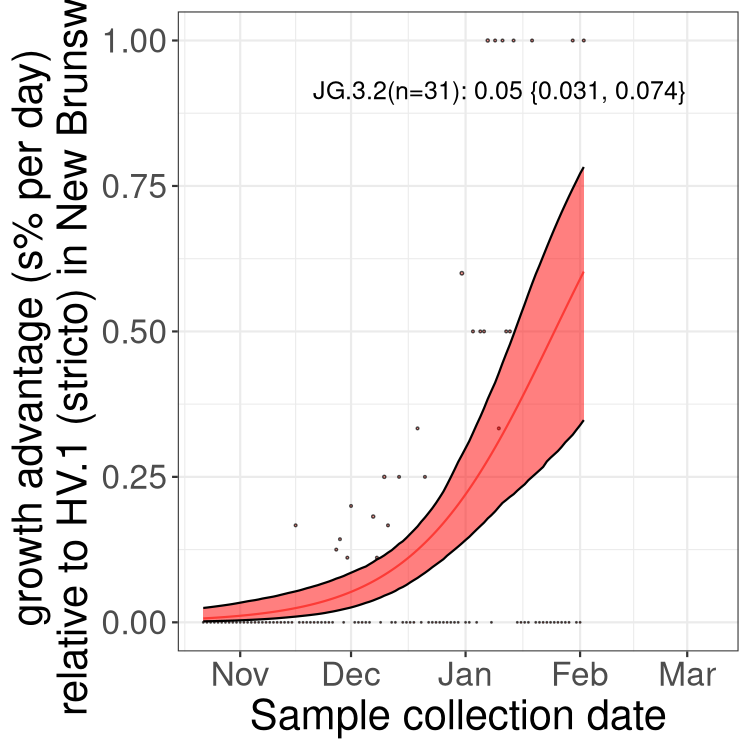 growth advantage (s% per day)
relative to HV.1 (stricto) in New Brunsw
1.00
0.75
0.50
0.25
0.00
JG.3.2(n=31): 0.05 {0.031, 0.074}
Nov Dec Jan Feb Mar
Sample collection date